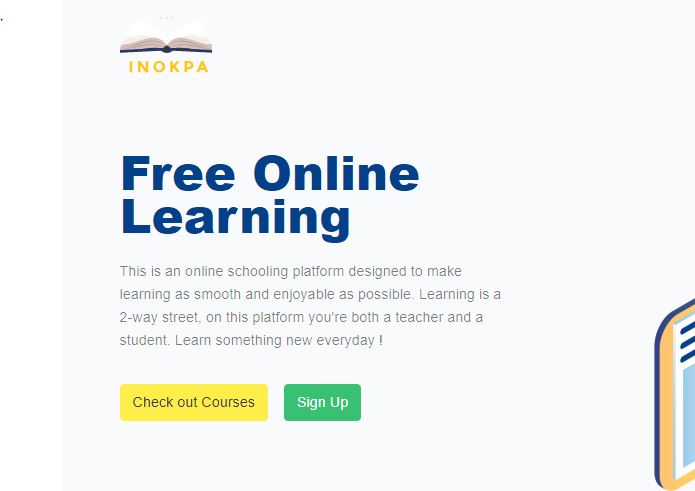 INOKPA
Free Online
Learning
This is an online schooling platform designed to make
learning as smooth and enjoyable as possible. Learning is a
2-way street, on this platform you're both a teacher and a
student. Learn something new everyday !
Check out Courses
Sign Up